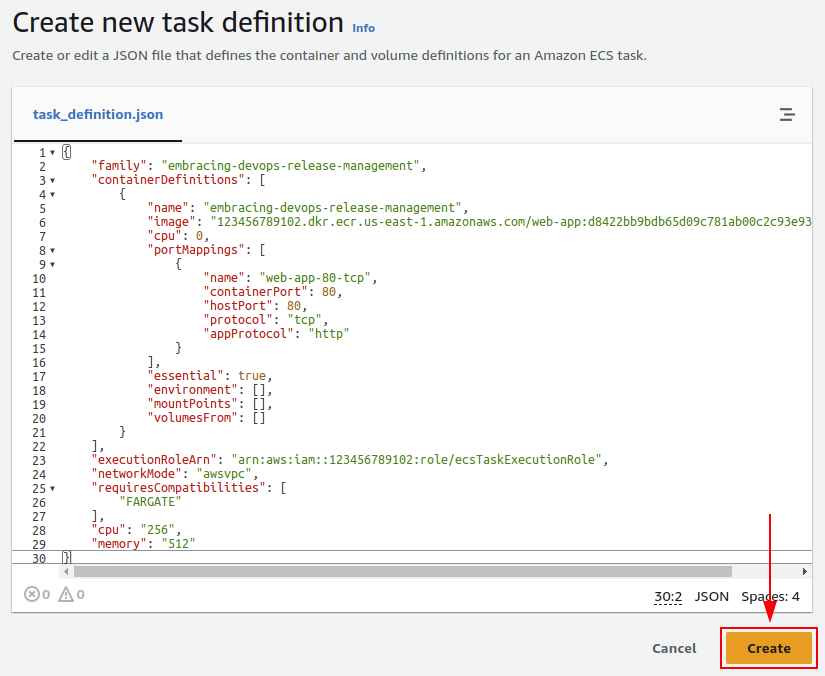 Create new task definition Info
Create or edit a JSON file that defines the container and volume definitions for an Amazon ECS task.
task_definition.json
1 {
2 "family": "embracing-devops-release-management",
3 "containerDefinitions": [
4 {
5 "name": "embracing-devops-release-management",
6 "image": "123456789102.dkr.ecr.us-east-1.amazonaws.com/web-app:d8422bb9bdb65d09c781ab00c2c93e93
7 "cpu": 0,
8 "portMappings": [
9 {
10 "name": "web-app-80-tcp",
11 "containerPort": 80,
12 "hostPort": 80,
13 "protocol": "tcp",
14 "appProtocol": "http"
15 }
16 ],
17 "essential": true,
18 "environment": [],
19 "mountPoints": [],
20 "volumesFrom": []
21 }
22 ],
23 "executionRoleArn": "arn:aws:iam::123456789102:role/ecsTaskExecutionRole",
24 "networkMode": "awsvpc",
25 "requiresCompatibilities": [
26 "FARGATE"
27 ],
28 "cpu": "256",
29 "memory": "512"
30 }
0 0 30:2 JSON Spaces: 4
Cancel Create